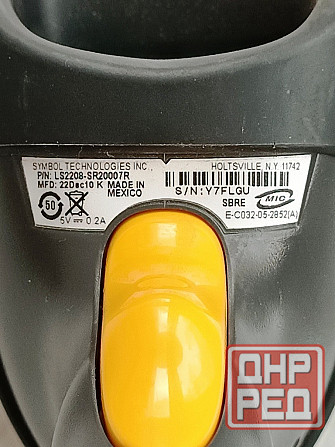 SYMBOL TECHNOLOGIES INC.,
P/N: LS2208-SR20007R
MFD: 22Dec10 K MADE IN
MEXICO
50
5V 0.2A
HOLTSVILLE, N.Y. 11742
S/N:Y7FLGU
SBRE MIC
E-C032-05-2852(A)
ДНР
РЕД